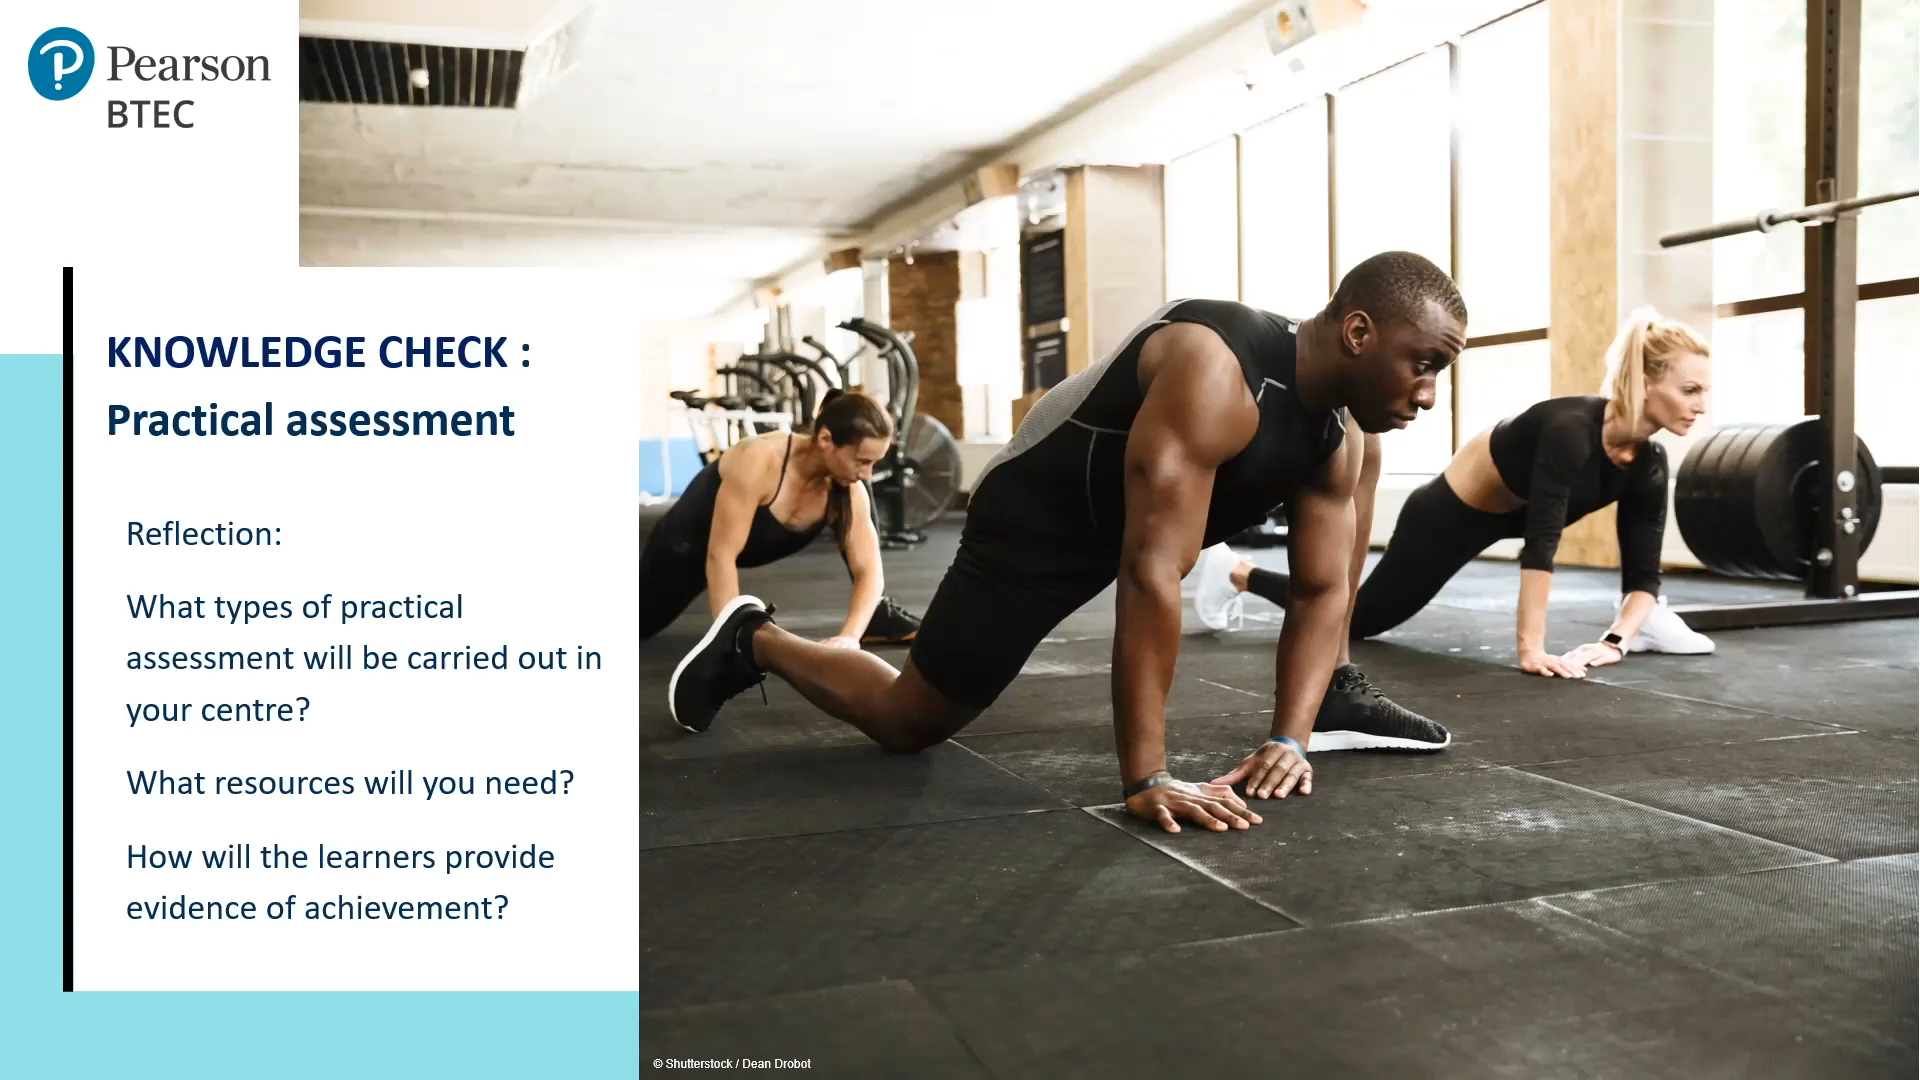 Pearson
BTEC
KNOWLEDGE CHECK :
Practical assessment
Reflection:
What types of practical
assessment will be carried out in
your centre?
What resources will you need?
How will the learners provide
evidence of achievement?
© Shutterstock / Dean Drobot